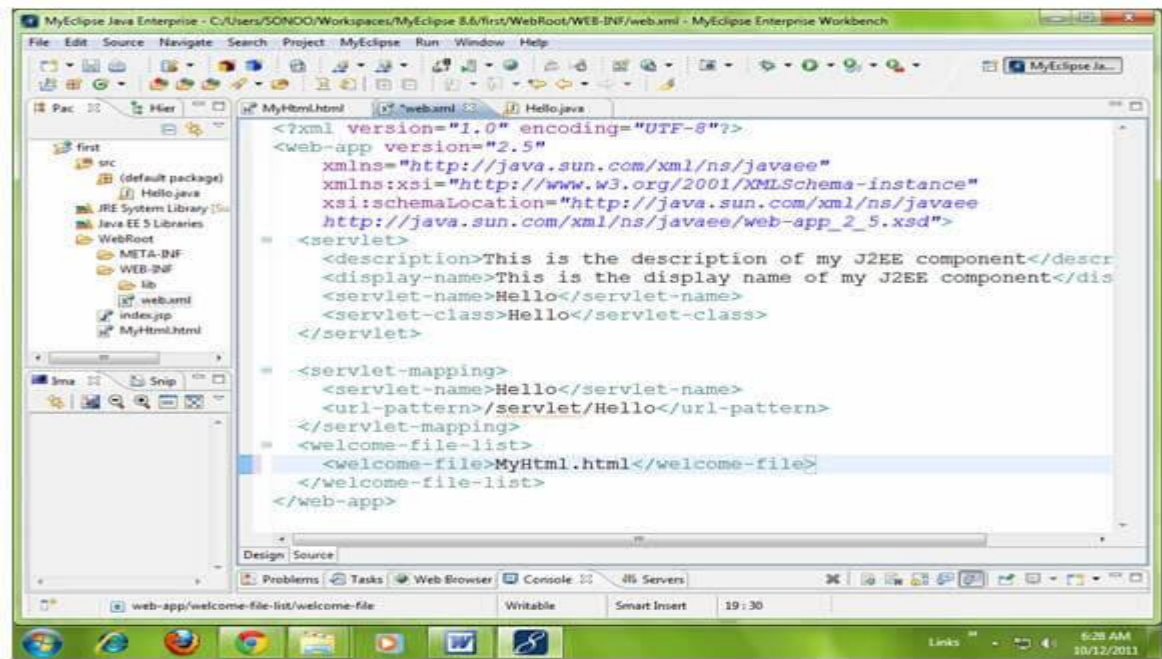 MyEclipse Java Enterprise - C:/Users/SONOO/Workspaces/MyEclipse 8.6/first/WebRoot/WEB-INF/web.xml - MyEclipse Enterprise Workbench
File Edit Source Navigate Search Project MyEclipse Run Window Help
MyEclipse Ja...
Pac Hier MyHtml.html *web.xml Hello.java
first
src
(default package)
Hello.java
JRE System Library [Su
Java EE 5 Libraries
WebRoot
META-INF
WEB-INF
lib
web.xml
index.jsp
MyHtml.html
Ima Snip
<?xml version="1.0" encoding="UTF-8"?>
<web-app version="2.5"
xmlns="http://java.sun.com/xml/ns/javaee"
xmlns:xsi="http://www.w3.org/2001/XMLSchema-instance"
xsi:schemaLocation="http://java.sun.com/xml/ns/javaee
http://java.sun.com/xml/ns/javaee/web-app_2_5.xsd">
<servlet>
<description>This is the description of my J2EE component</descr
<display-name>This is the display name of my J2EE component</dis
<servlet-name>Hello</servlet-name>
<servlet-class>Hello</servlet-class>
</servlet>
<servlet-mapping>
<servlet-name>Hello</servlet-name>
<url-pattern>/servlet/Hello</url-pattern>
</servlet-mapping>
<welcome-file-list>
<welcome-file>MyHtml.html</welcome-file>
</welcome-file-list>
</web-app>
Design Source
Problems Tasks Web Browser Console Servers
web-app/welcome-file-list/welcome-file Writable Smart Insert 19 : 30
Links 6:28 AM
10/12/2011